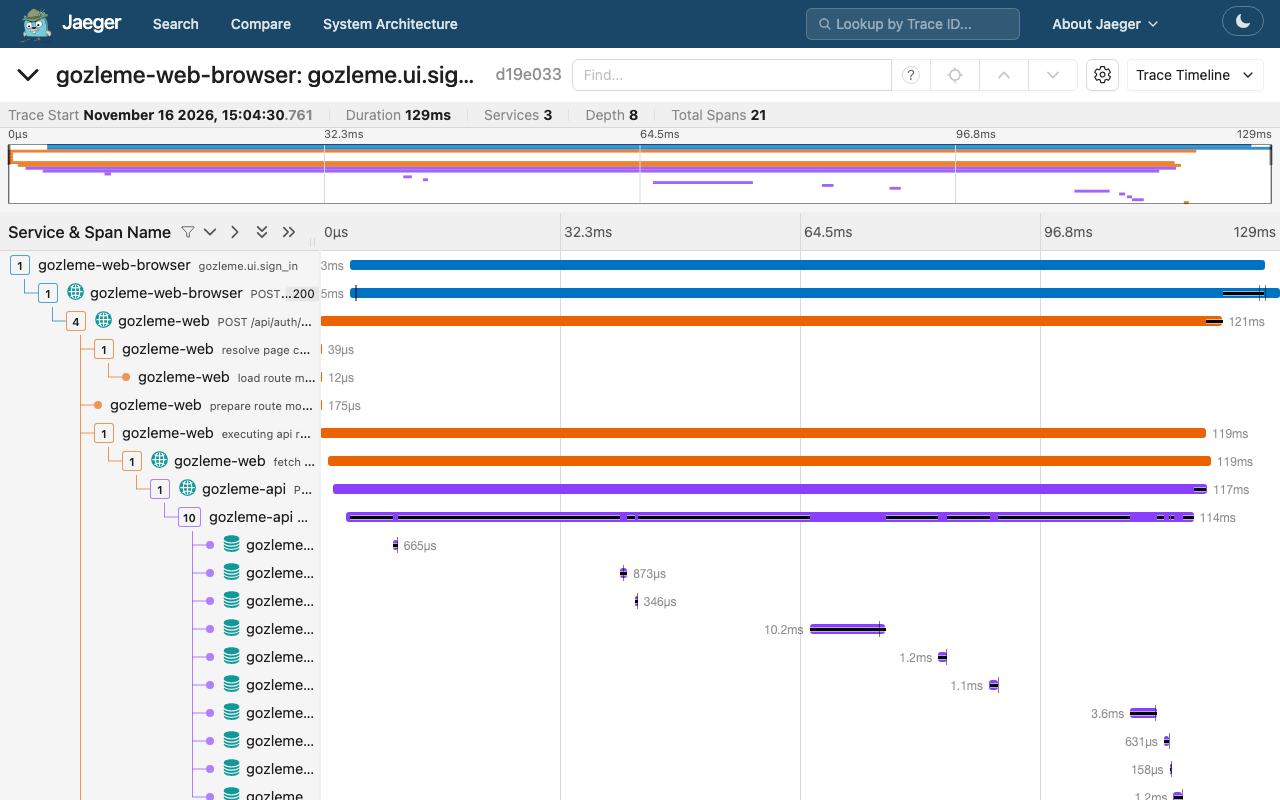 Jaeger Search Compare System Architecture Lookup by Trace ID... About Jaeger
gozleme-web-browser: gozleme.ui.sig... d19e033 Find... ? Trace Timeline
Trace Start November 16 2026, 15:04:30.761 Duration 129ms Services 3 Depth 8 Total Spans 21
0μs 32.3ms 64.5ms 96.8ms 129ms
Service & Span Name 0μs 32.3ms 64.5ms 96.8ms 129ms
1 gozleme-web-browser gozleme.ui.sign_in 3ms
1 gozleme-web-browser POST...200 5ms
4 gozleme-web POST /api/auth/... 121ms
1 gozleme-web resolve page c... 39μs
gozleme-web load route m... 12μs
gozleme-web prepare route mo... 175μs
1 gozleme-web executing api r... 119ms
1 gozleme-web fetch ... 119ms
1 gozleme-api P... 117ms
10 gozleme-api ... 114ms
gozleme... 665μs
gozleme... 873μs
gozleme... 346μs
gozleme... 10.2ms
gozleme... 1.2ms
gozleme... 1.1ms
gozleme... 3.6ms
gozleme... 631μs
gozleme... 158μs
gozleme... 1.2ms